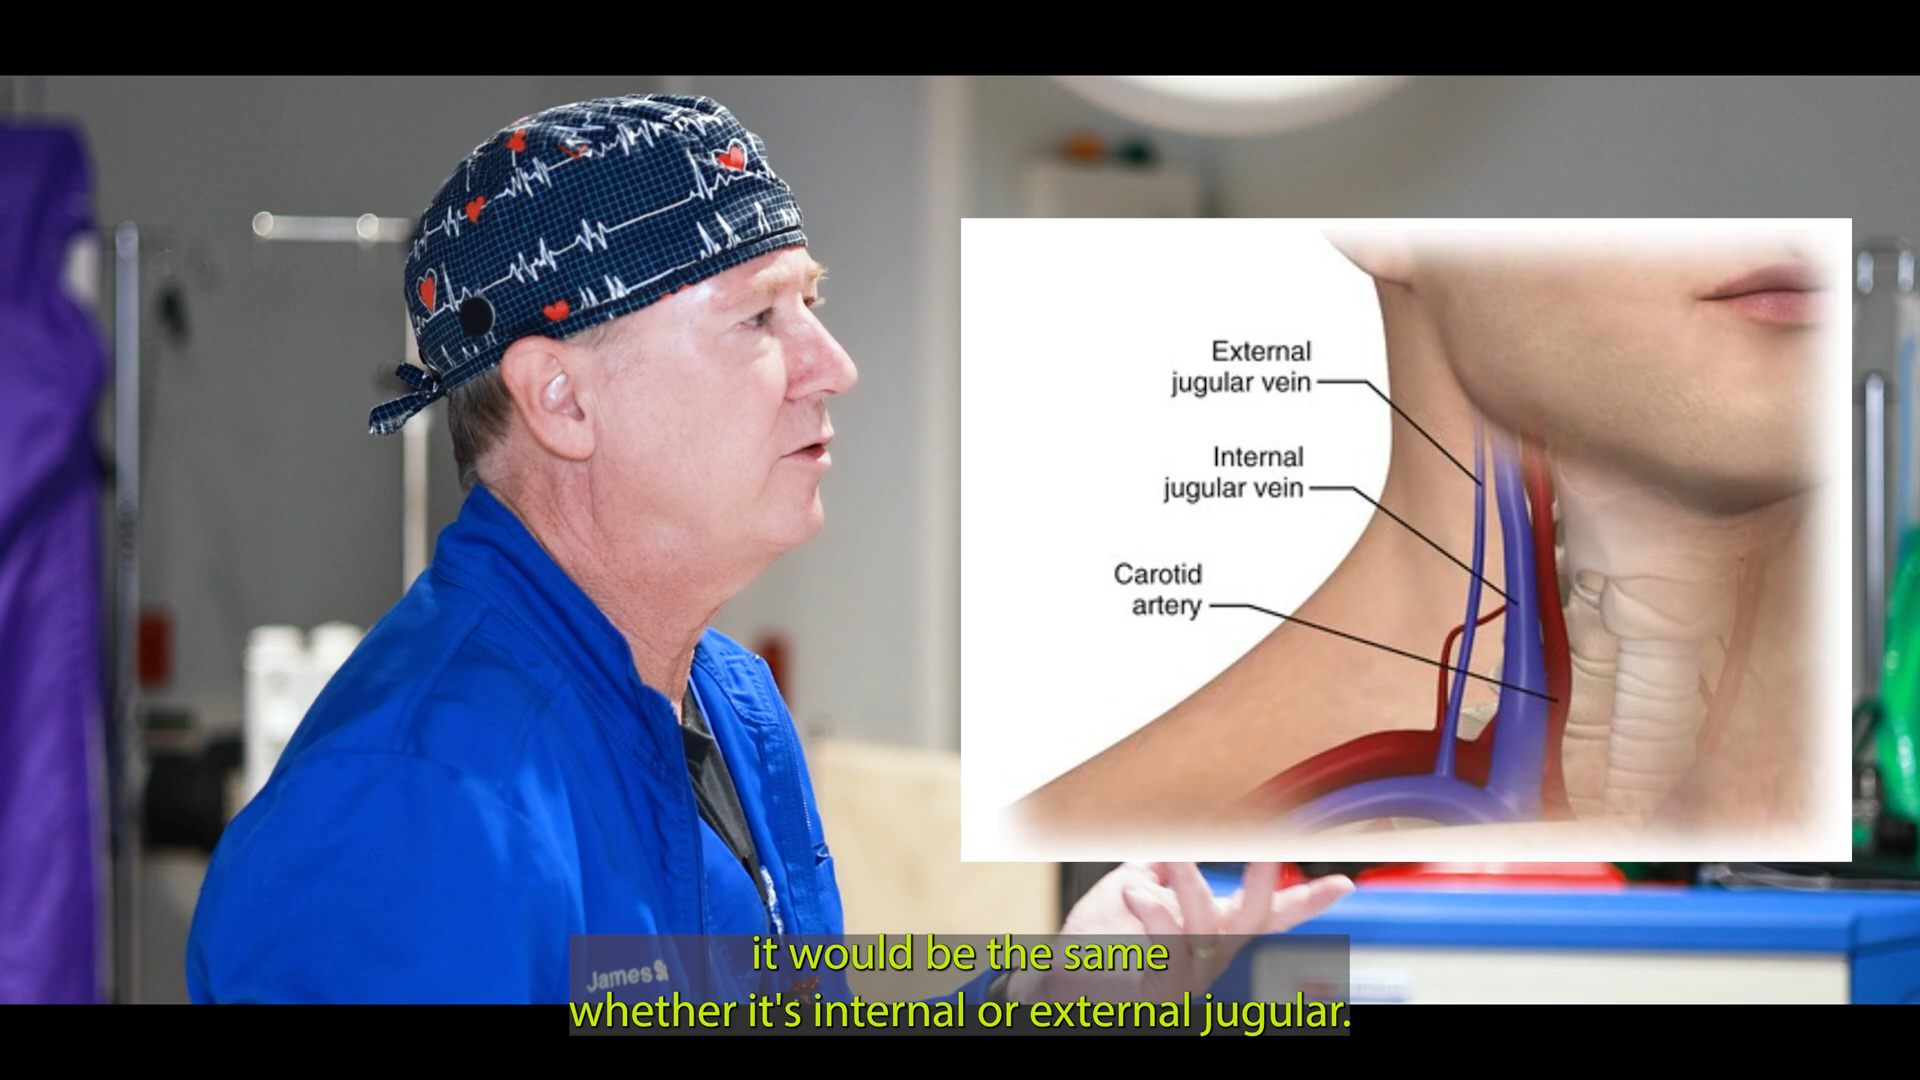 External
jugular vein
Internal
jugular vein
Carotid
artery
James
it would be the same
whether it's internal or external jugular.